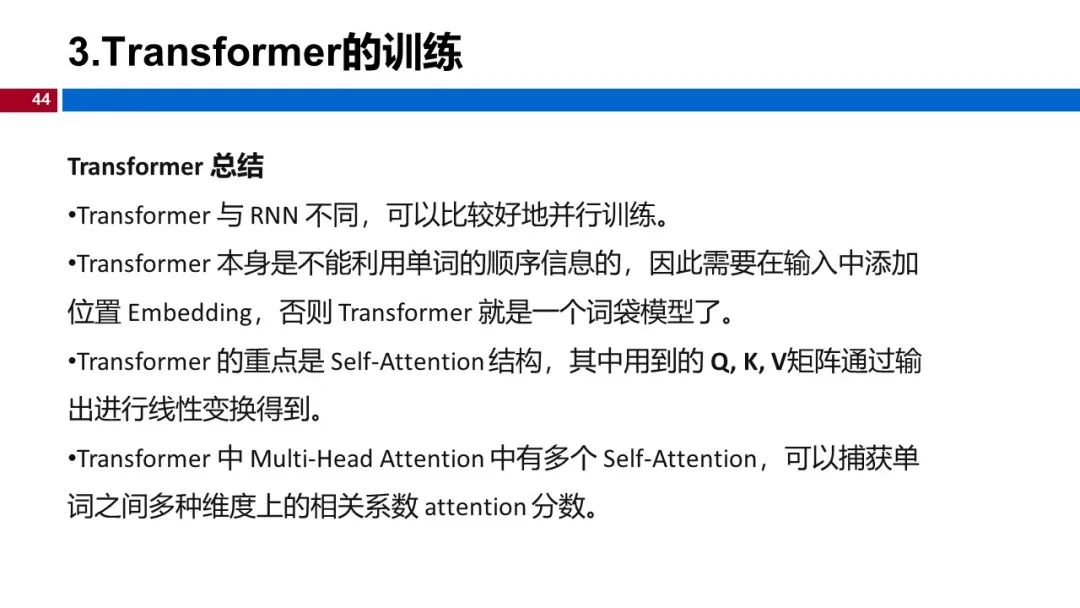 3.Transformer的训练
44
Transformer 总结
•Transformer 与 RNN 不同，可以比较好地并行训练。
•Transformer 本身是不能利用单词的顺序信息的，因此需要在输入中添加
位置 Embedding，否则 Transformer 就是一个词袋模型了。
•Transformer 的重点是 Self-Attention 结构，其中用到的 Q, K, V矩阵通过输
出进行线性变换得到。
•Transformer 中 Multi-Head Attention 中有多个 Self-Attention，可以捕获单
词之间多种维度上的相关系数 attention 分数。